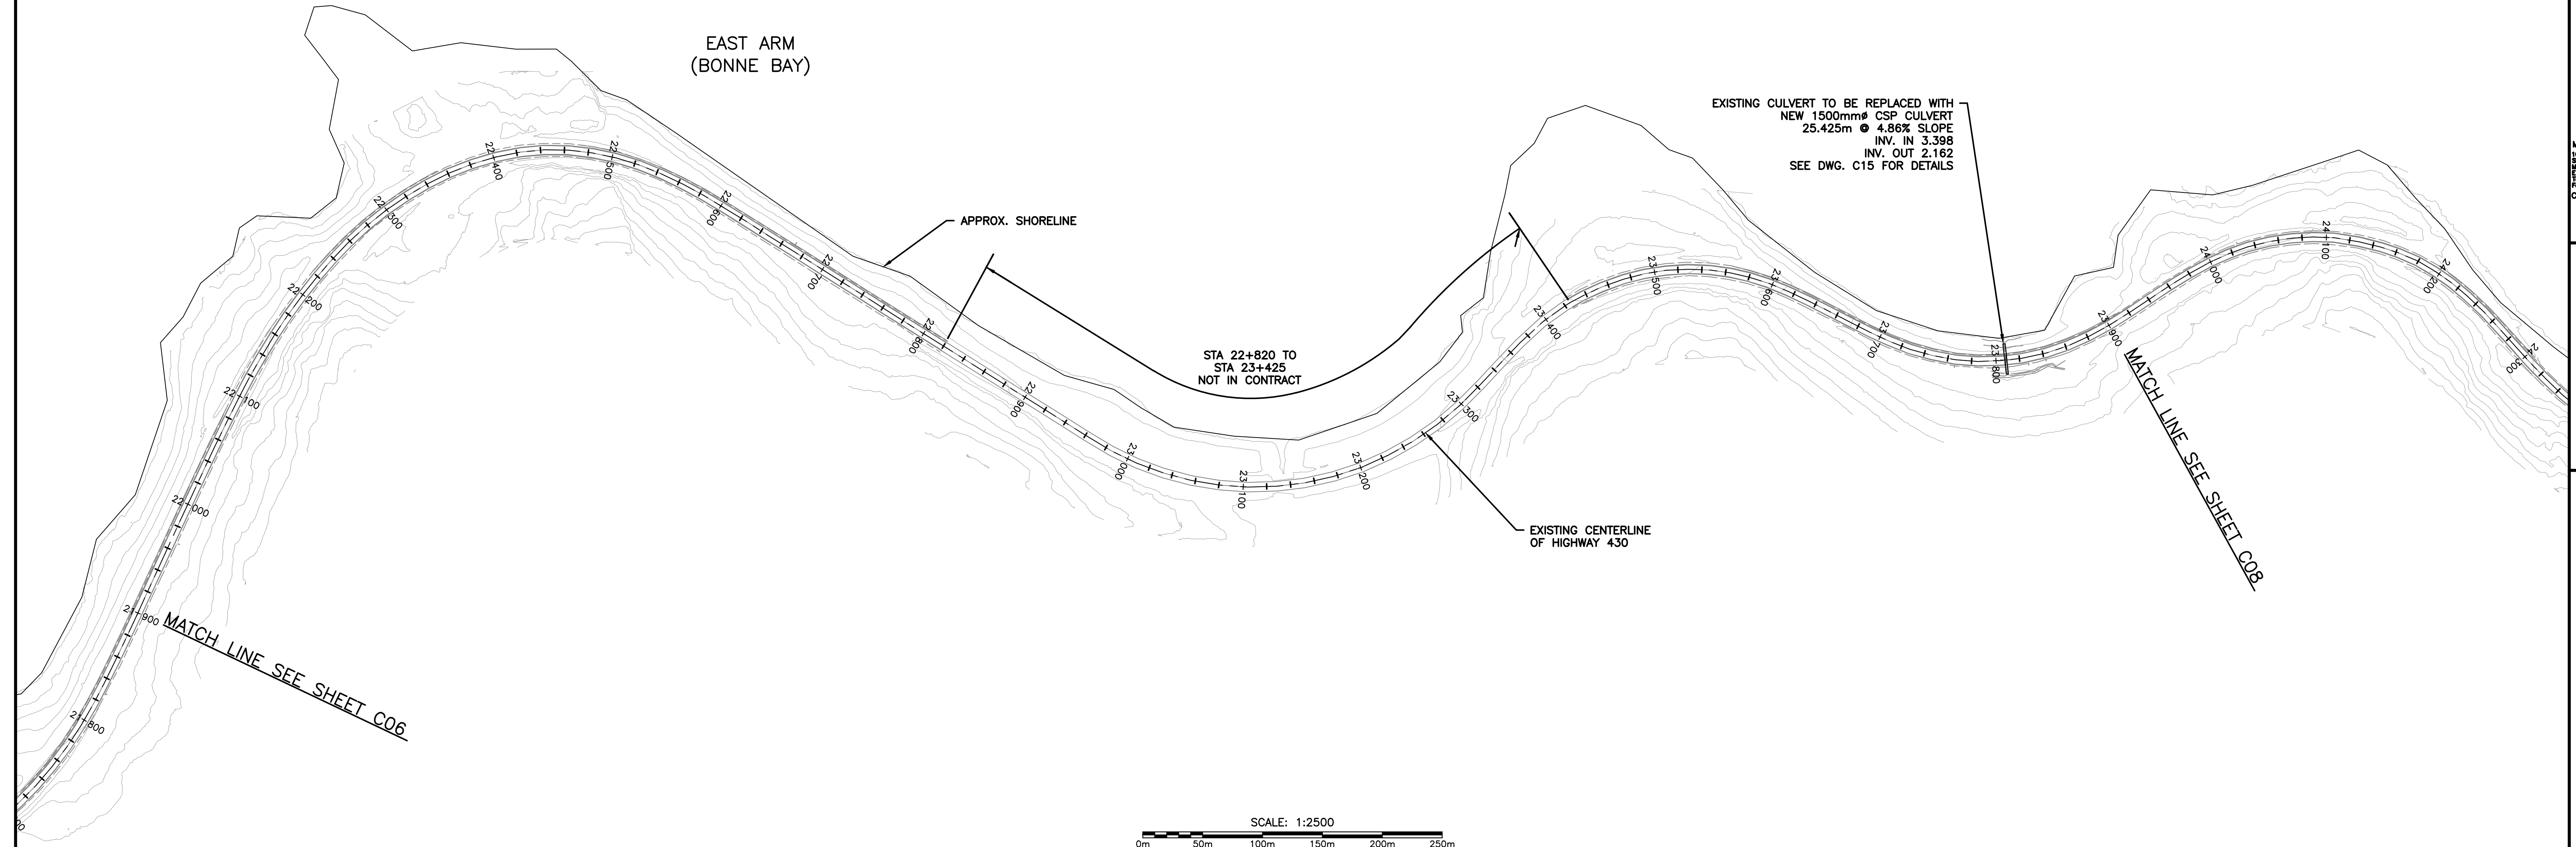 EAST ARM
(BONNE BAY)
EXISTING CULVERT TO BE REPLACED WITH
NEW 1500mmø CSP CULVERT
25.425m @ 4.86% SLOPE
INV. IN 3.398
INV. OUT 2.162
SEE DWG. C15 FOR DETAILS
APPROX. SHORELINE
STA 22+820 TO
STA 23+425
NOT IN CONTRACT
EXISTING CENTERLINE
OF HIGHWAY 430
MATCH LINE SEE SHEET C06
MATCH LINE SEE SHEET C08
21+800
21+900
22+000
22+100
22+200
22+300
22+400
22+500
22+600
22+700
22+800
22+900
23+000
23+100
23+200
23+300
23+400
23+500
23+600
23+700
23+800
23+900
24+000
24+100
24+200
24+300
SCALE: 1:2500
0m 50m 100m 150m 200m 250m